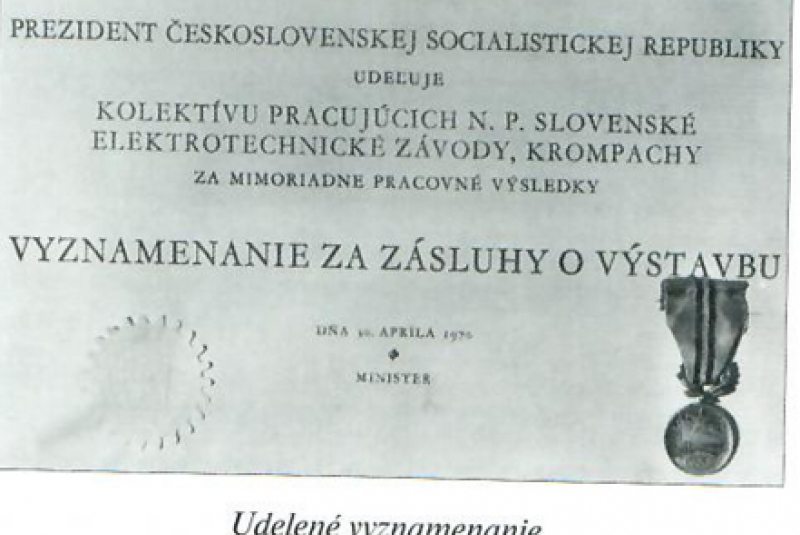 PREZIDENT ČESKOSLOVENSKEJ SOCIALISTICKEJ REPUBLIKY
UDEĽUJE
KOLEKTÍVU PRACUJÚCICH N. P. SLOVENSKÉ
ELEKTROTECHNICKÉ ZÁVODY, KROMPACHY
ZA MIMORIADNE PRACOVNÉ VÝSLEDKY
VYZNAMENANIE ZA ZÁSLUHY O VÝSTAVBU
DŇA APRÍLA
MINISTER
Udelené vyznamenanie